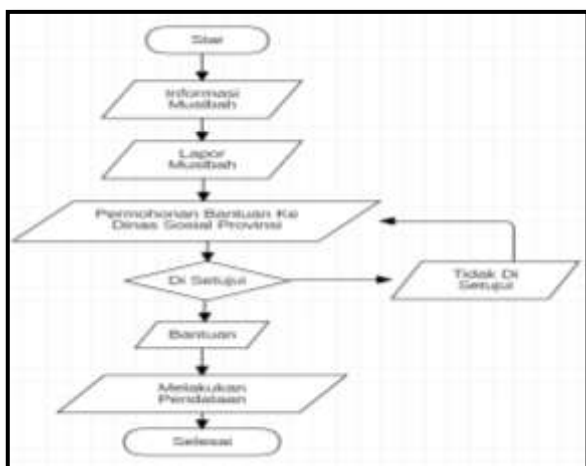 Star
Informasi
Musibah
Lapor
Musibah
Permohonan Bantuan Ke
Dinas Sosial Provinsi
Di Setujui
Tidak Di
Setujui
Bantuan
Melakukan
Pendataan
Selesai